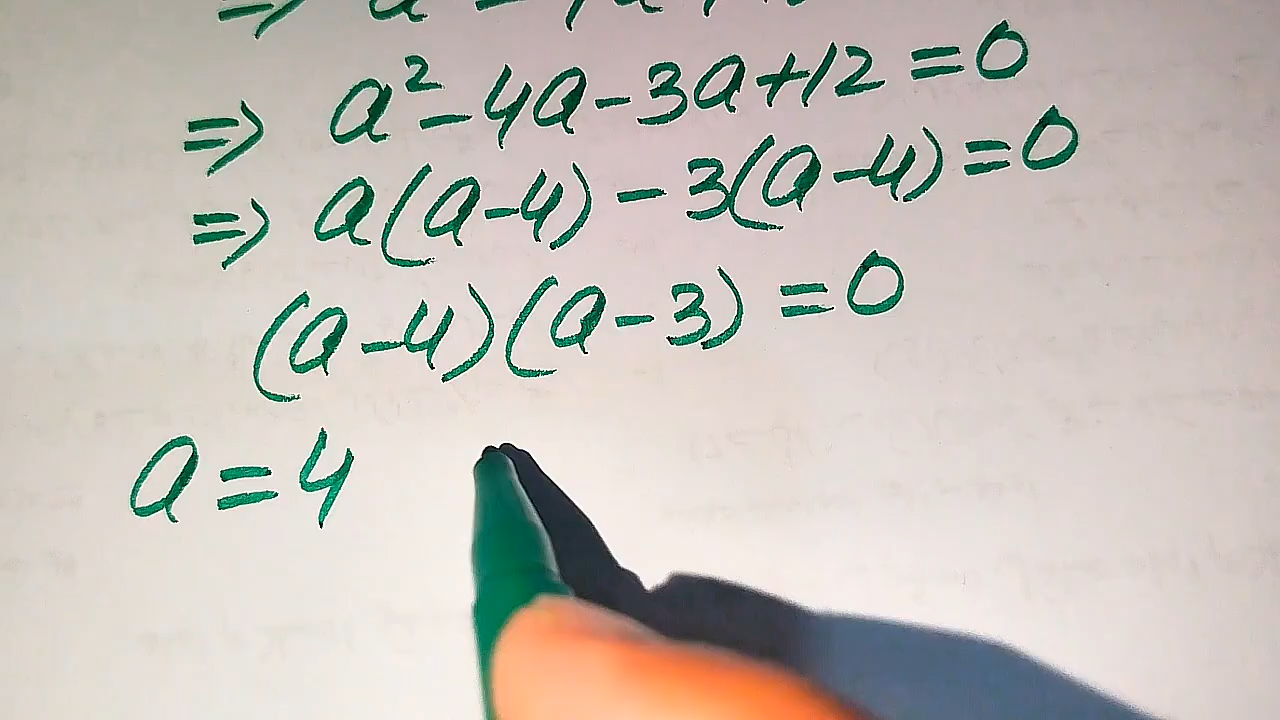 => a² - 4a - 3a + 12 = 0
=> a(a-4) - 3(a-4) = 0
(a-4)(a-3) = 0
a = 4